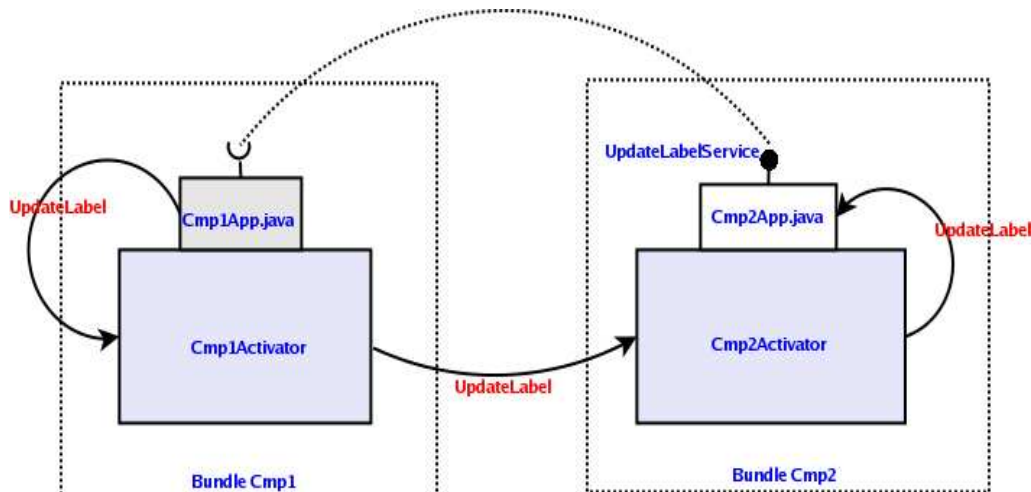 UpdateLabelService
UpdateLabel
Cmp1App.java
Cmp2App.java
UpdateLabel
Cmp1Activator
Cmp2Activator
UpdateLabel
Bundle Cmp1
Bundle Cmp2